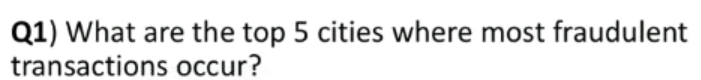 Q1) What are the top 5 cities where most fraudulent
transactions occur?